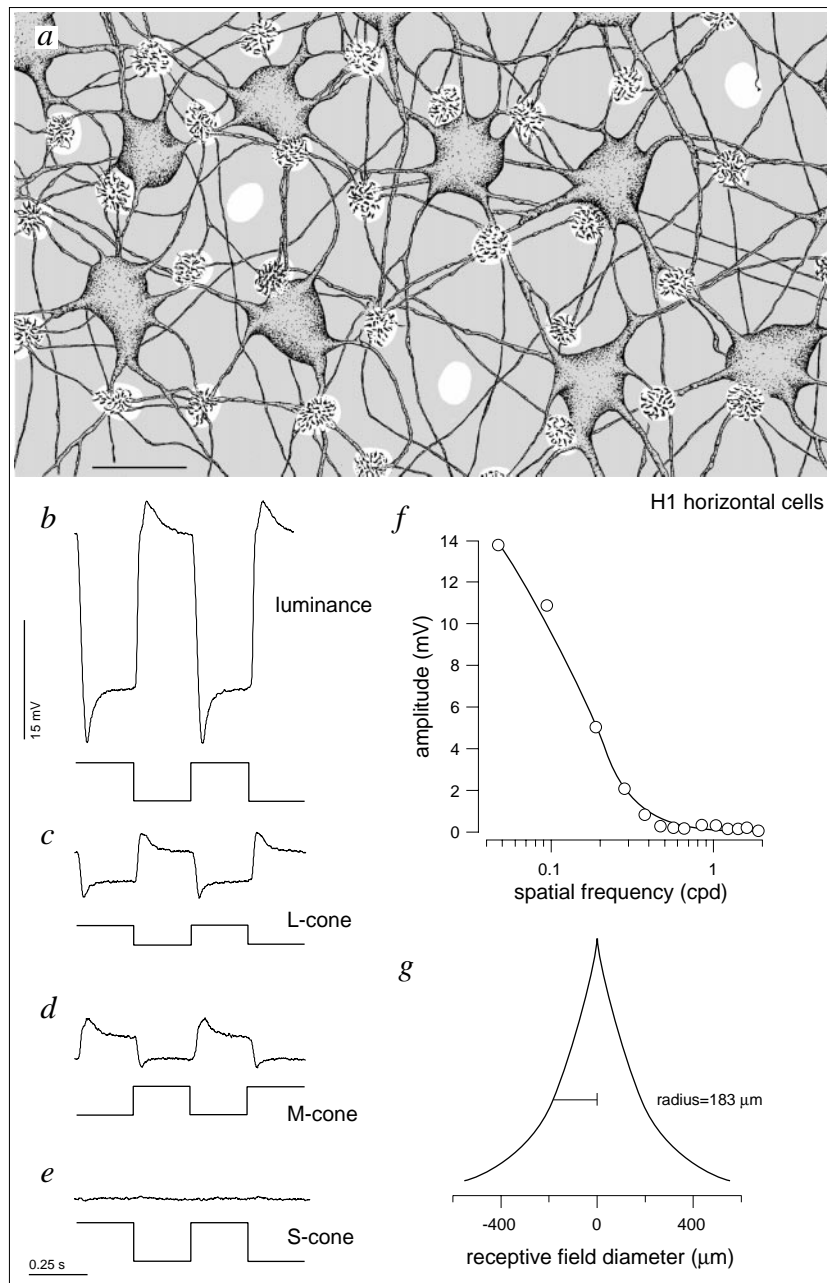 a
H1 horizontal cells
b
luminance
15 mV
c
L-cone
d
M-cone
e
S-cone
0.25 s
f
14
12
10
8
6
4
2
0
amplitude (mV)
0.1
1
spatial frequency (cpd)
g
radius=183 μm
-400
0
400
receptive field diameter (μm)